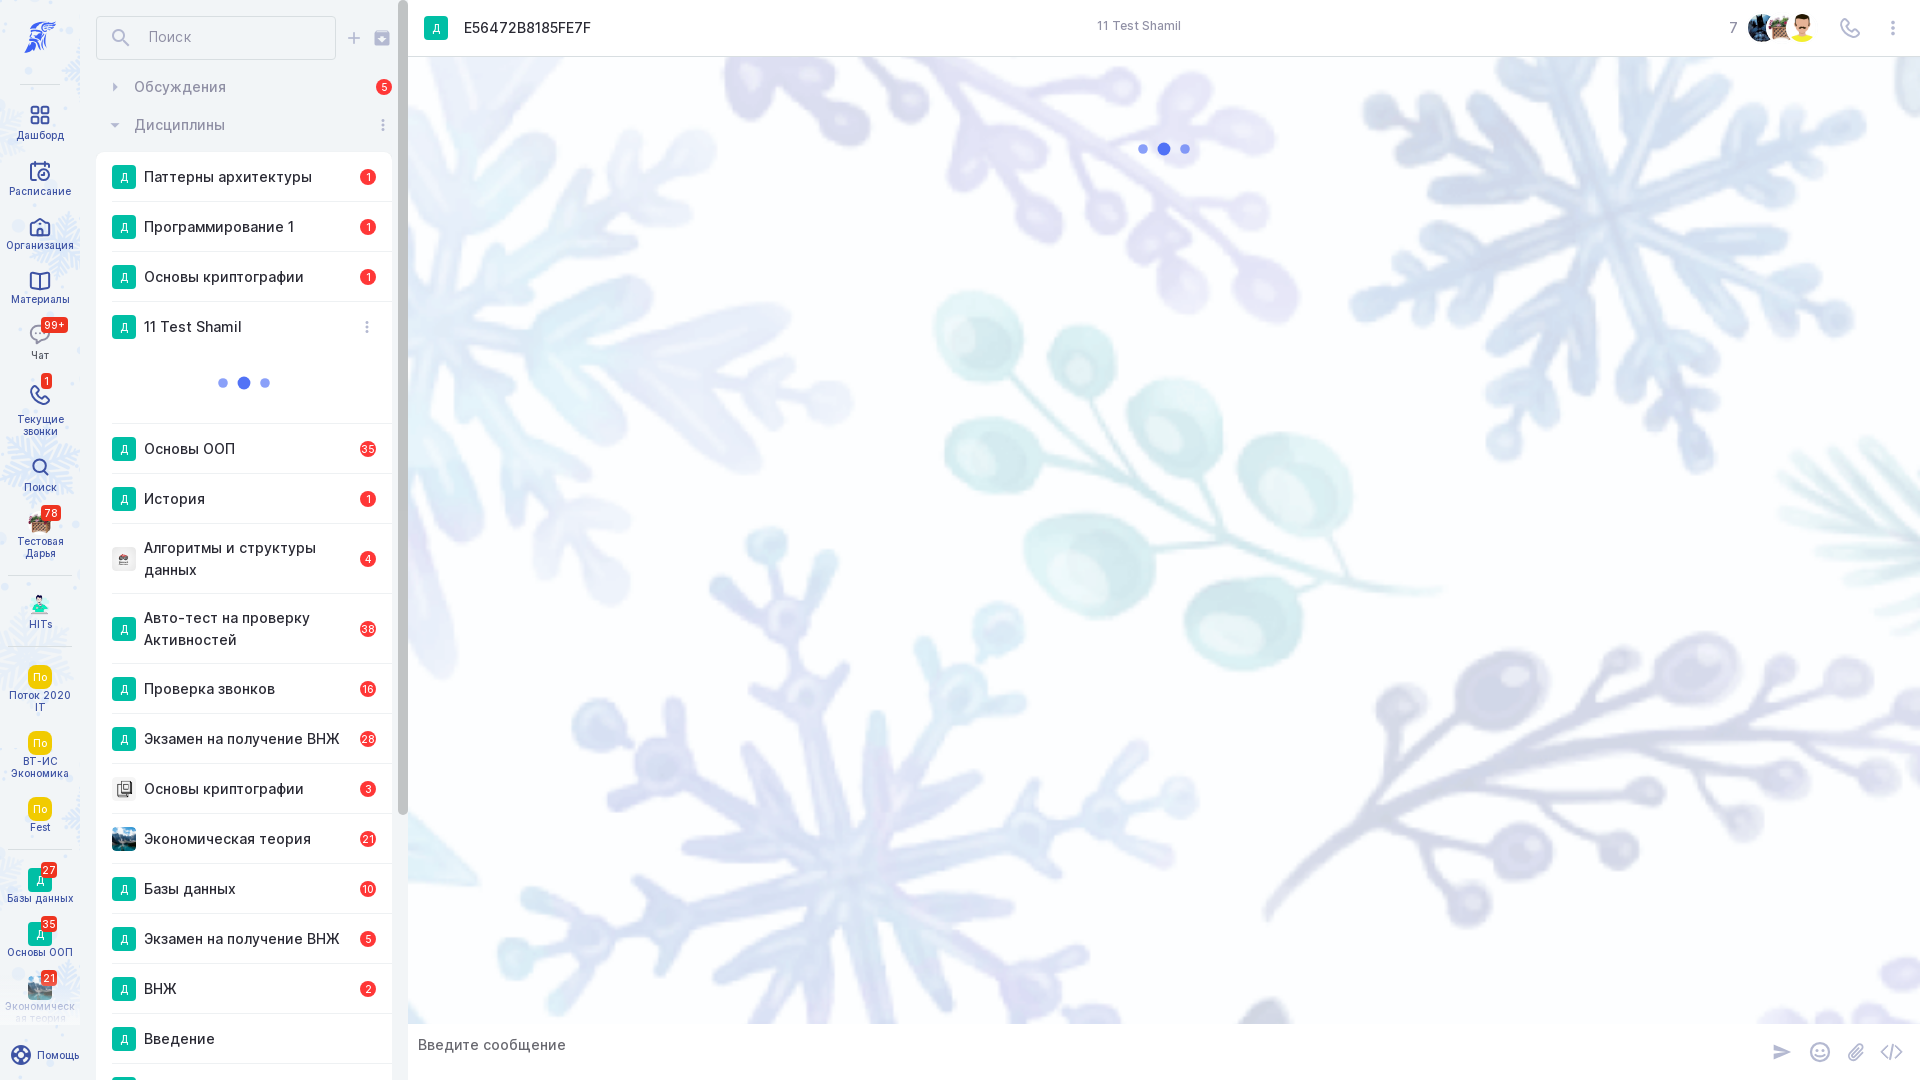 Дашборд
Расписание
Организация
Материалы
99+
Чат
1
Текущие
звонки
Поиск
78
Тестовая
Дарья
HITs
По
Поток 2020
IT
По
ВТ-ИС
Экономика
По
Fest
27
Д
Базы данных
35
Д
Основы ООП
21
Экономическ
ая теория
Помощь
Поиск
Обсуждения
5
Дисциплины
Д
Паттерны архитектуры
1
Д
Программирование 1
1
Д
Основы криптографии
1
Д
11 Test Shamil
Д
Основы ООП
35
Д
История
1
Алгоритмы и структуры
данных
4
Д
Авто-тест на проверку
Активностей
38
Д
Проверка звонков
16
Д
Экзамен на получение ВНЖ
28
Основы криптографии
3
Экономическая теория
21
Д
Базы данных
10
Д
Экзамен на получение ВНЖ
5
Д
ВНЖ
2
Д
Введение
Д
E56472B8185FE7F
11 Test Shamil
7
Введите сообщение